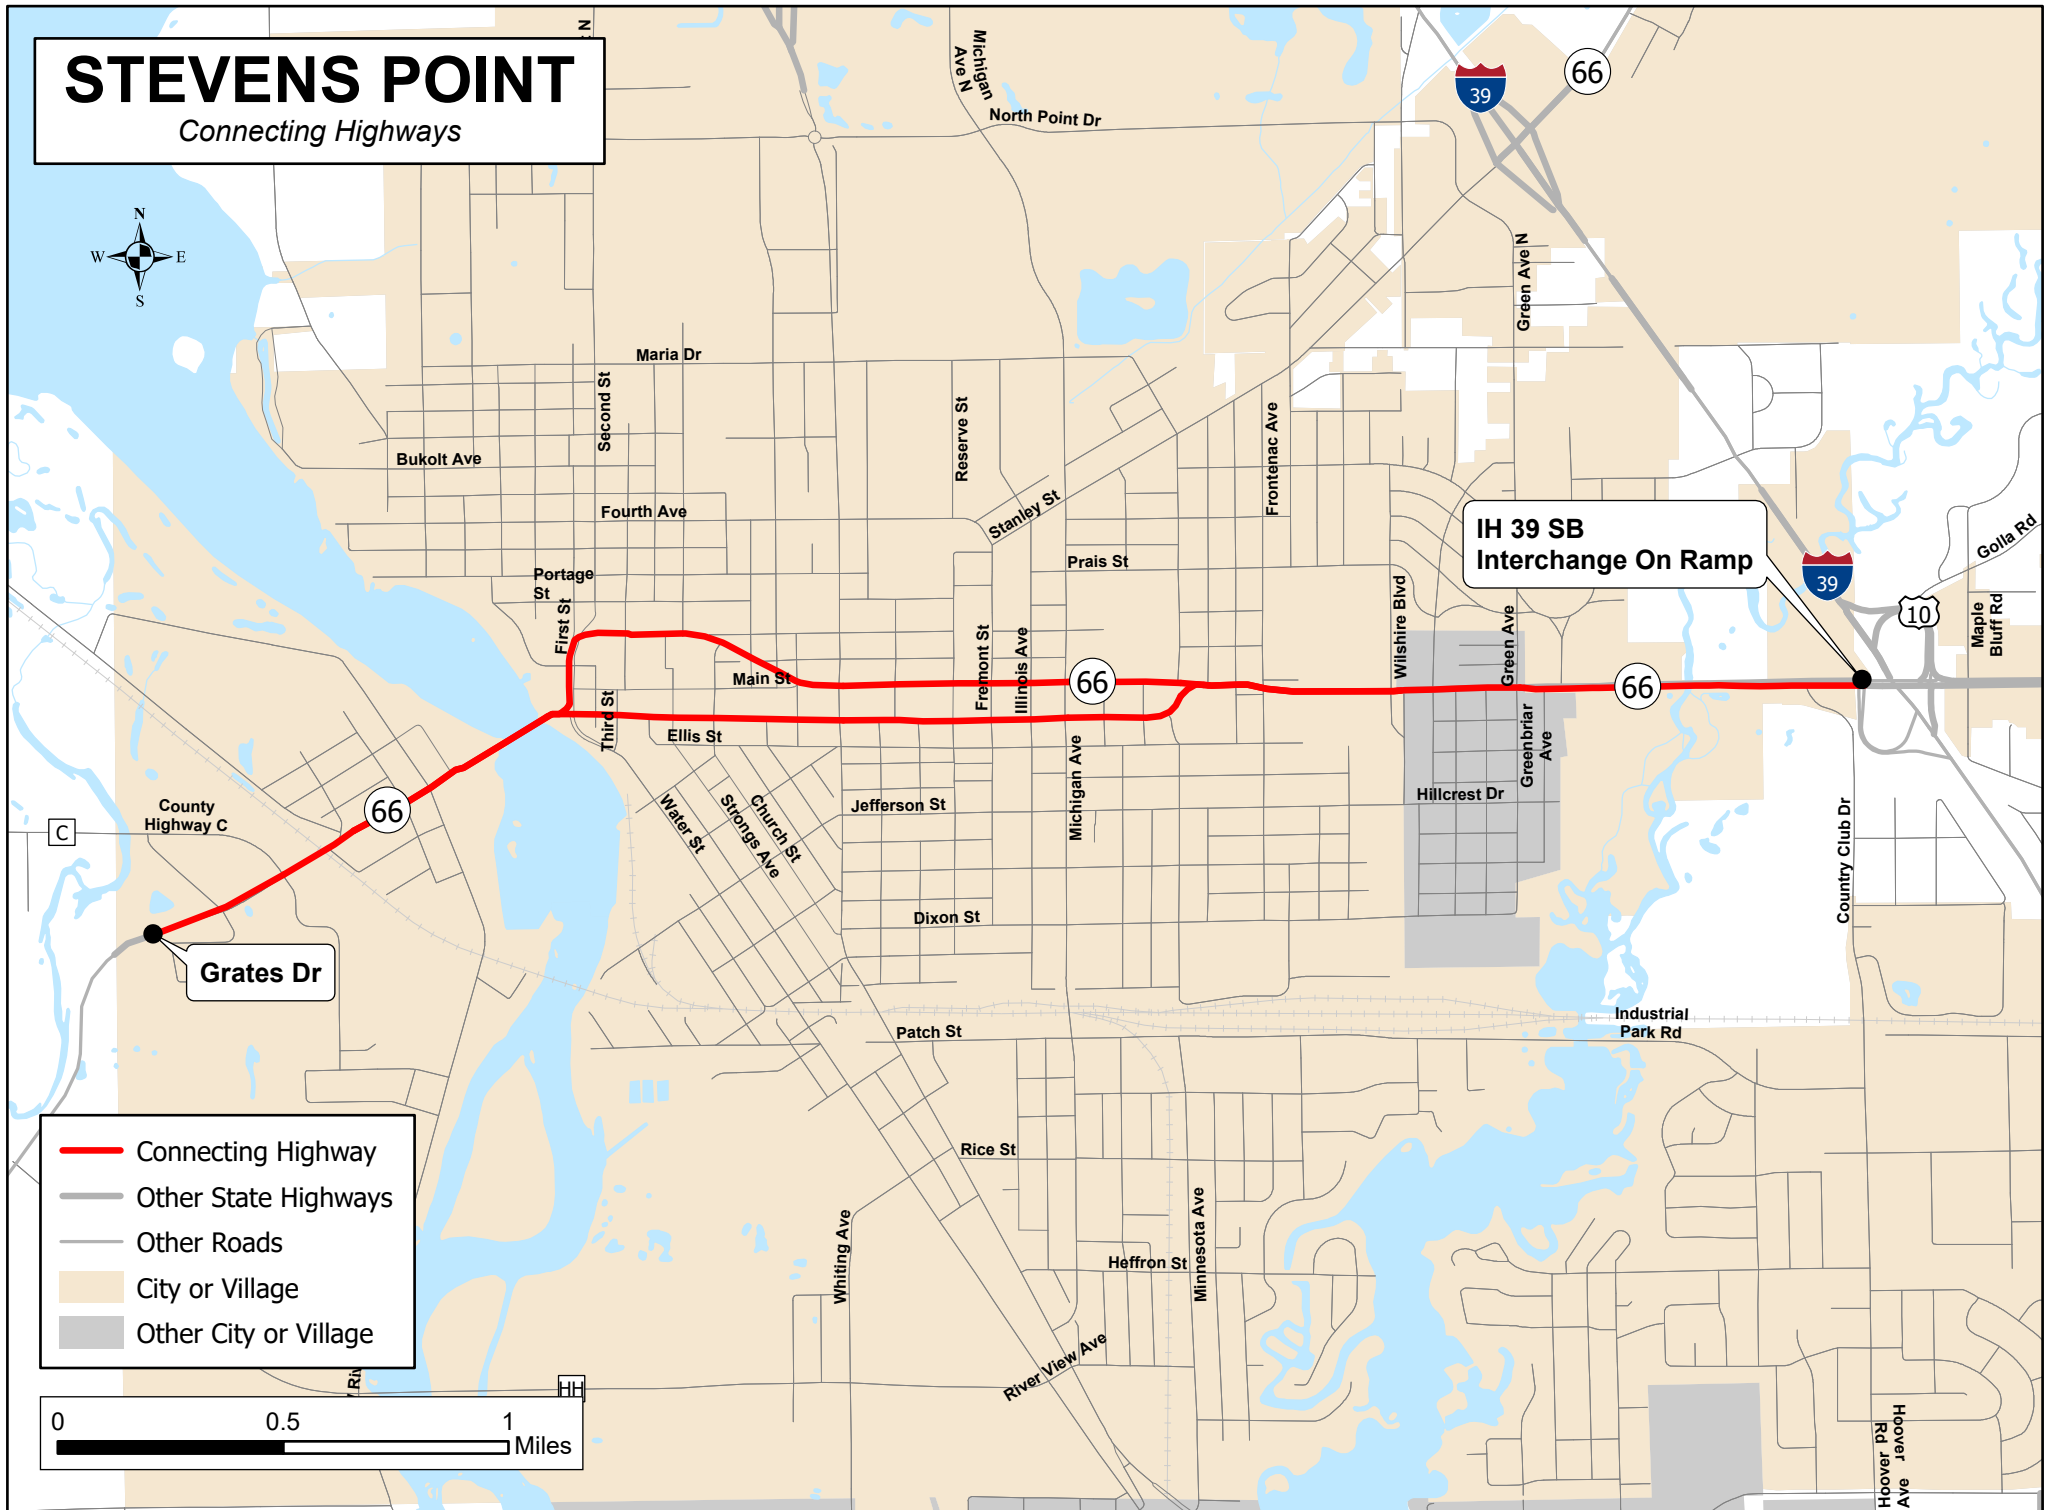 STEVENS POINT
Connecting Highways
N
W
E
S
N
Michigan
Ave N
North Point Dr
39
66
Green Ave N
Maria Dr
Second St
Reserve St
Frontenac Ave
Bukolt Ave
Fourth Ave
Stanley St
Prais St
IH 39 SB
Interchange On Ramp
Golla Rd
39
10
Maple
Bluff Rd
Portage
St
First St
Main St
Third St
Ellis St
Fremont St
Illinois Ave
66
Wilshire Blvd
Green Ave
66
Greenbriar
Ave
Michigan Ave
Hillcrest Dr
Country Club Dr
66
County
Highway C
C
Water St
Strongs Ave
Church St
Jefferson St
Dixon St
Grates Dr
Patch St
Industrial
Park Rd
Rice St
Whiting Ave
Minnesota Ave
Heffron St
River View Ave
HH
Hoover
Rd
Hoover
Ave
Connecting Highway
Other State Highways
Other Roads
City or Village
Other City or Village
0
0.5
1
Miles